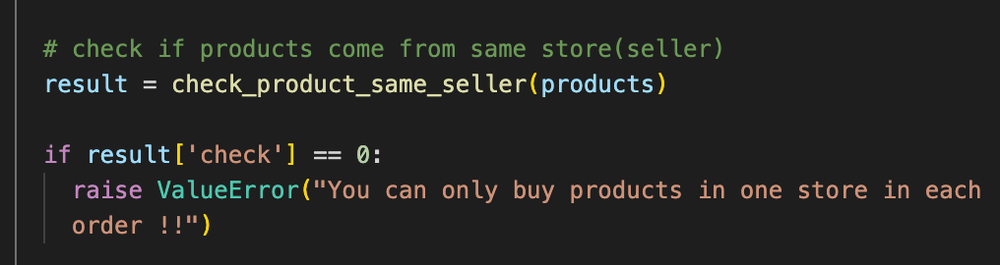 # check if products come from same store(seller)
result = check_product_same_seller(products)
if result['check'] == 0:
raise ValueError("You can only buy products in one store in each
order !!")